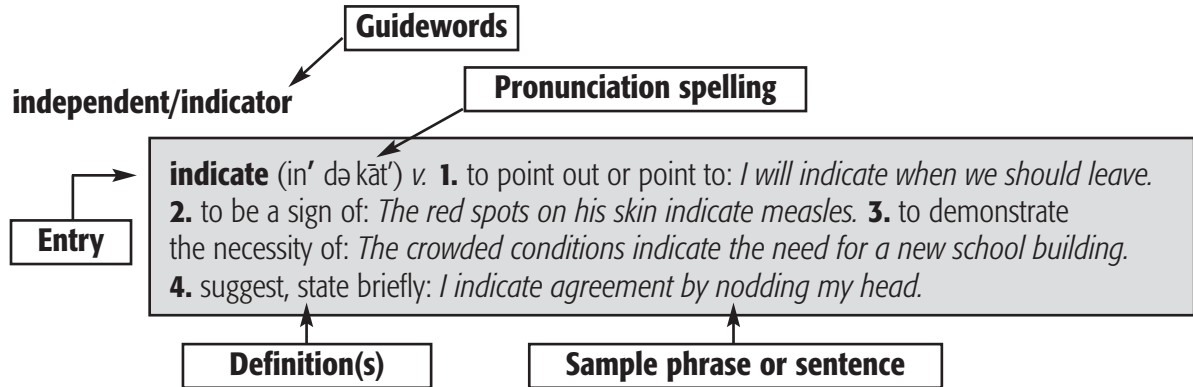 Guidewords
independent/indicator
Pronunciation spelling
indicate (in′ də kāt′) v. 1. to point out or point to: I will indicate when we should leave.
2. to be a sign of: The red spots on his skin indicate measles. 3. to demonstrate
the necessity of: The crowded conditions indicate the need for a new school building.
4. suggest, state briefly: I indicate agreement by nodding my head.
Entry
Definition(s)
Sample phrase or sentence